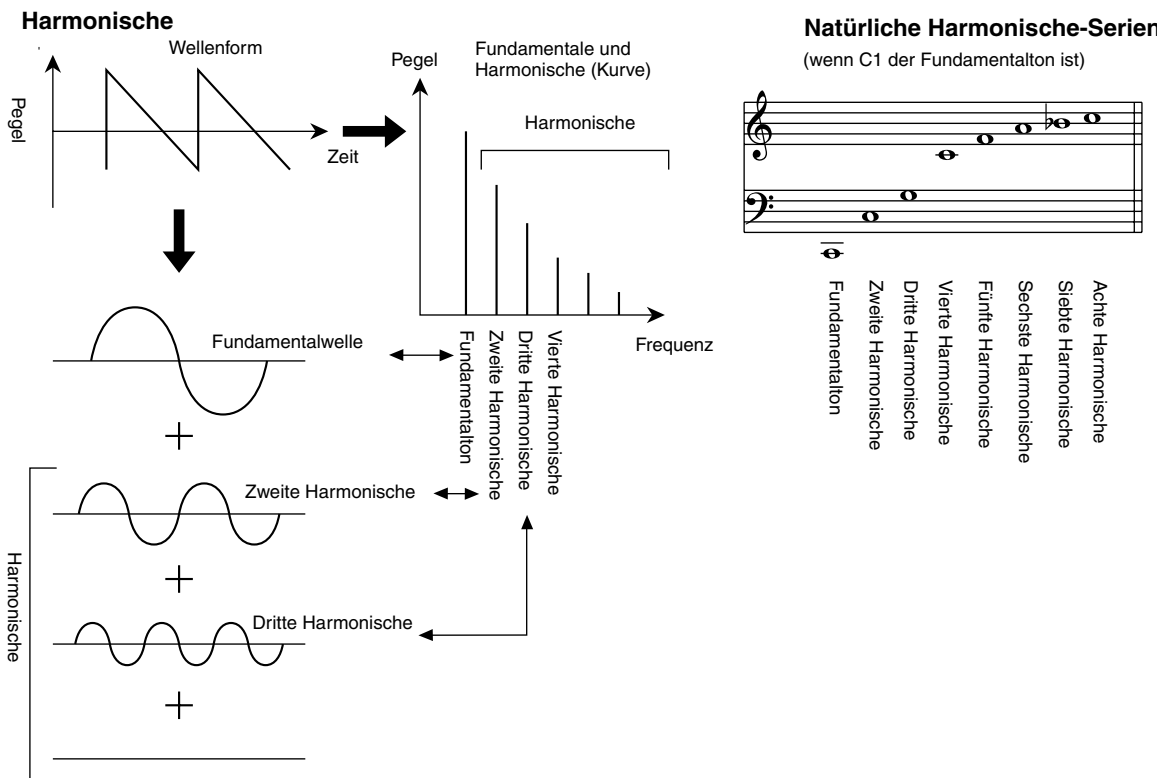 Harmonische
Wellenform
Pegel
Zeit
Fundamentale und
Harmonische (Kurve)
Pegel
Harmonische
Frequenz
Fundamentalton
Zweite Harmonische
Dritte Harmonische
Vierte Harmonische
Natürliche Harmonische-Serien
(wenn C1 der Fundamentalton ist)
Fundamentalton
Zweite Harmonische
Dritte Harmonische
Vierte Harmonische
Fünfte Harmonische
Sechste Harmonische
Siebte Harmonische
Achte Harmonische
Fundamentalwelle
+
Zweite Harmonische
+
Dritte Harmonische
+
Harmonische